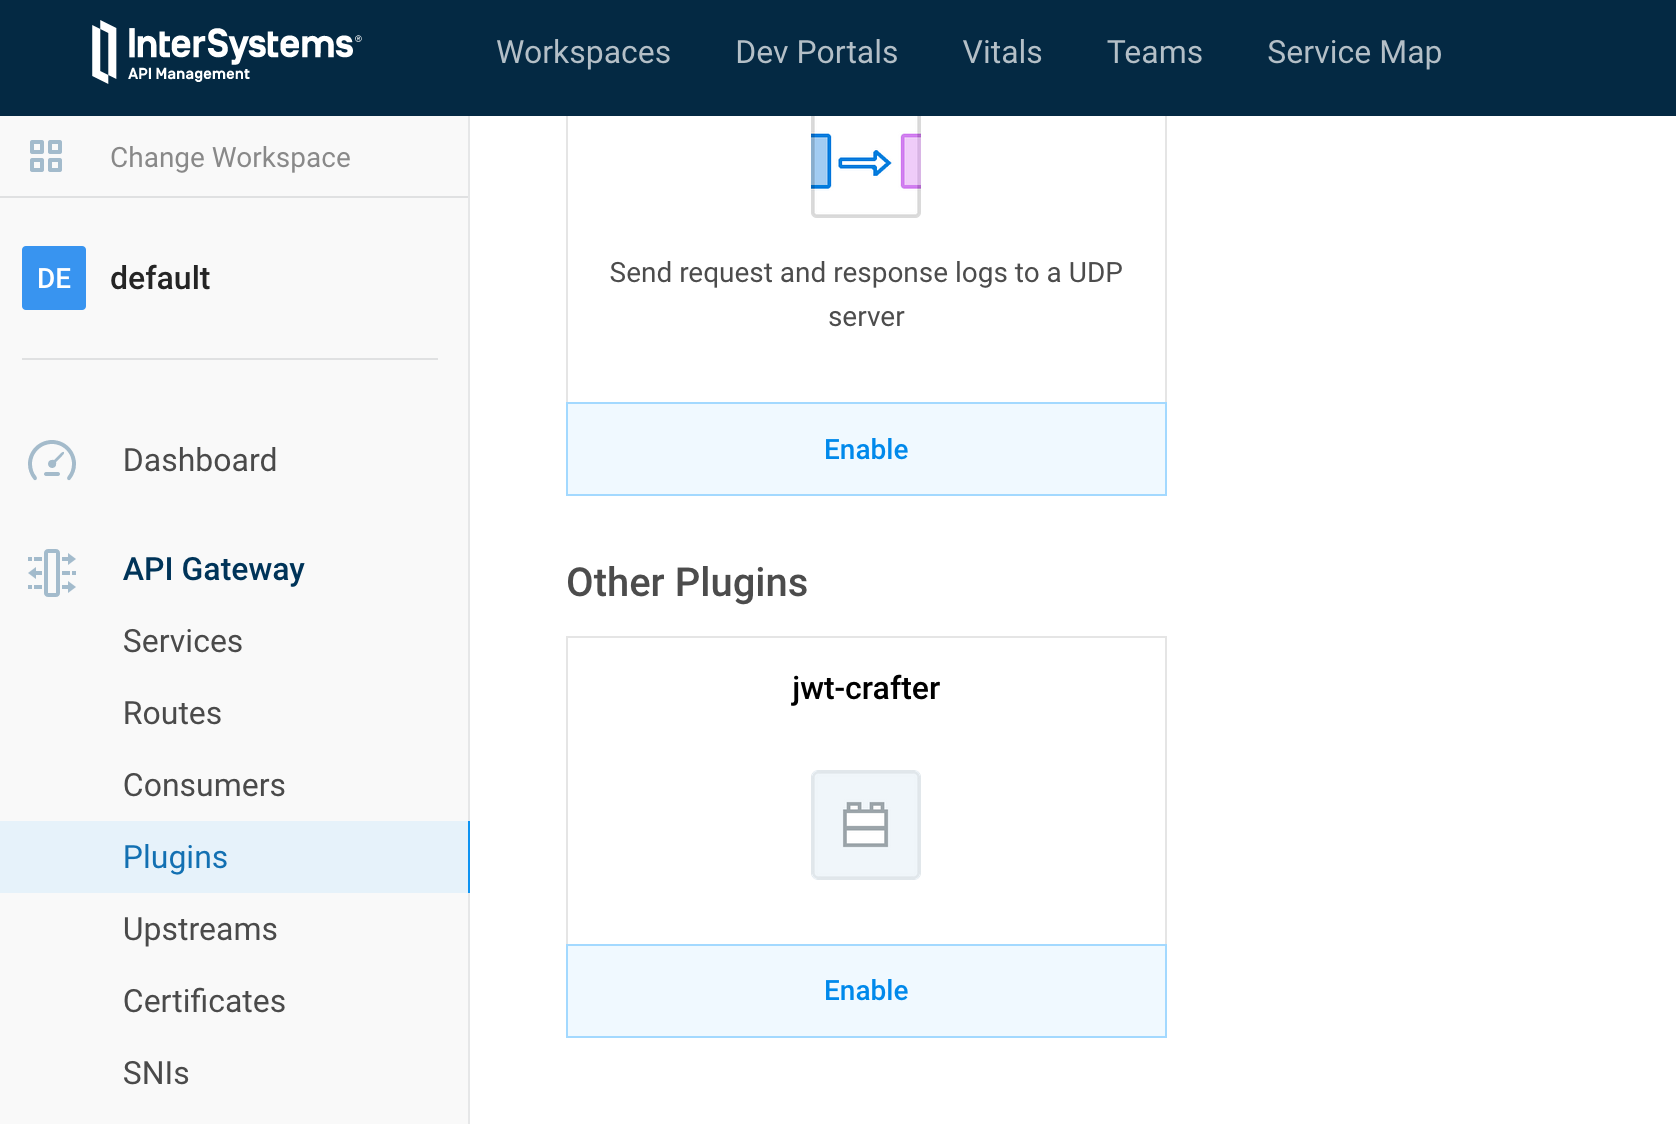 InterSystems®
API Management
Workspaces
Dev Portals
Vitals
Teams
Service Map
Change Workspace
DE
default
Dashboard
API Gateway
Services
Routes
Consumers
Plugins
Upstreams
Certificates
SNIs
Send request and response logs to a UDP
server
Enable
Other Plugins
jwt-crafter
Enable